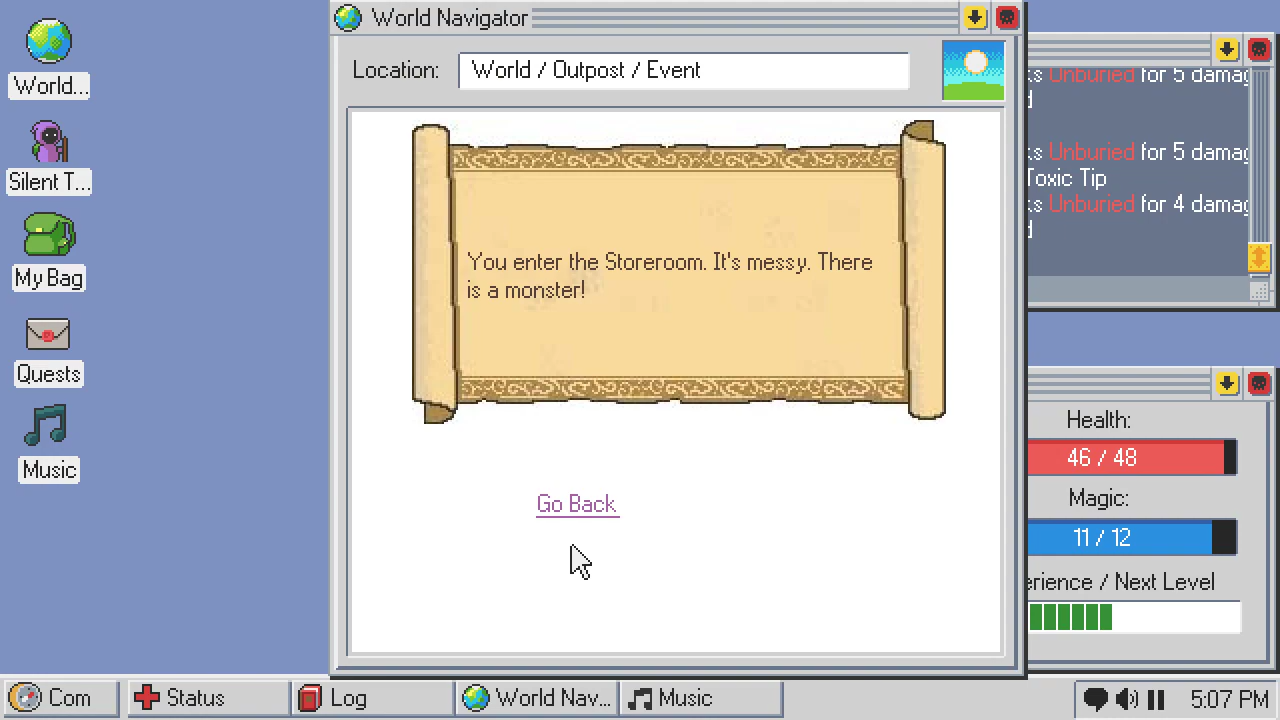 World Navigator
Location: World / Outpost / Event
World...
Silent T...
My Bag
Quests
Music
You enter the Storeroom. It's messy. There
is a monster!
Go Back
Unburied for 5 damag
Unburied for 5 damag
Toxic Tip
Unburied for 4 damag
Health:
46 / 48
Magic:
11 / 12
erience / Next Level
Com
Status
Log
World Nav...
Music
5:07 PM